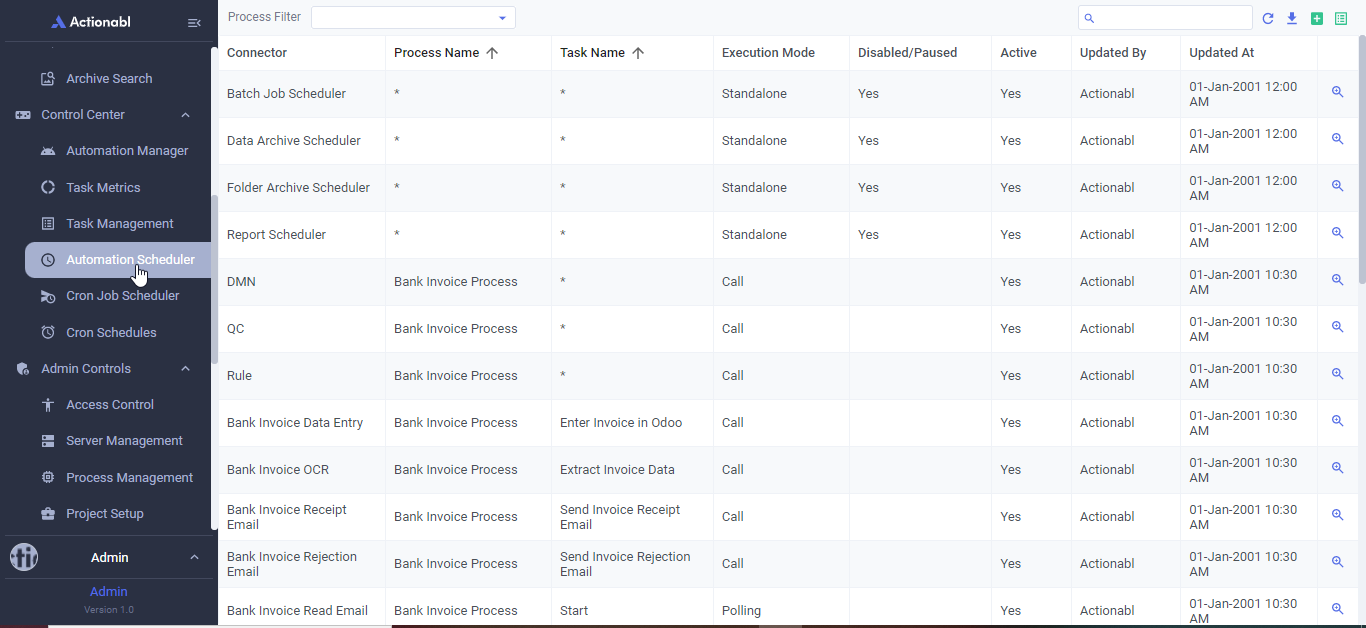 Actionabl
Archive Search
Control Center
Automation Manager
Task Metrics
Task Management
Automation Scheduler
Cron Job Scheduler
Cron Schedules
Admin Controls
Access Control
Server Management
Process Management
Project Setup
Admin
Admin
Version 1.0
Process Filter
Connector Process Name Task Name Execution Mode Disabled/Paused Active Updated By Updated At
Batch Job Scheduler * * Standalone Yes Yes Actionabl 01-Jan-2001 12:00
AM
Data Archive Scheduler * * Standalone Yes Yes Actionabl 01-Jan-2001 12:00
AM
Folder Archive Scheduler * * Standalone Yes Yes Actionabl 01-Jan-2001 12:00
AM
Report Scheduler * * Standalone Yes Yes Actionabl 01-Jan-2001 12:00
AM
DMN Bank Invoice Process * Call Yes Actionabl 01-Jan-2001 10:30
AM
QC Bank Invoice Process * Call Yes Actionabl 01-Jan-2001 10:30
AM
Rule Bank Invoice Process * Call Yes Actionabl 01-Jan-2001 10:30
AM
Bank Invoice Data Entry Bank Invoice Process Enter Invoice in Odoo Call Yes Actionabl 01-Jan-2001 10:30
AM
Bank Invoice OCR Bank Invoice Process Extract Invoice Data Call Yes Actionabl 01-Jan-2001 10:30
AM
Bank Invoice Receipt
Email Bank Invoice Process Send Invoice Receipt
Email Call Yes Actionabl 01-Jan-2001 10:30
AM
Bank Invoice Rejection
Email Bank Invoice Process Send Invoice Rejection
Email Call Yes Actionabl 01-Jan-2001 10:30
AM
Bank Invoice Read Email Bank Invoice Process Start Polling Yes Actionabl 01-Jan-2001 10:30
AM